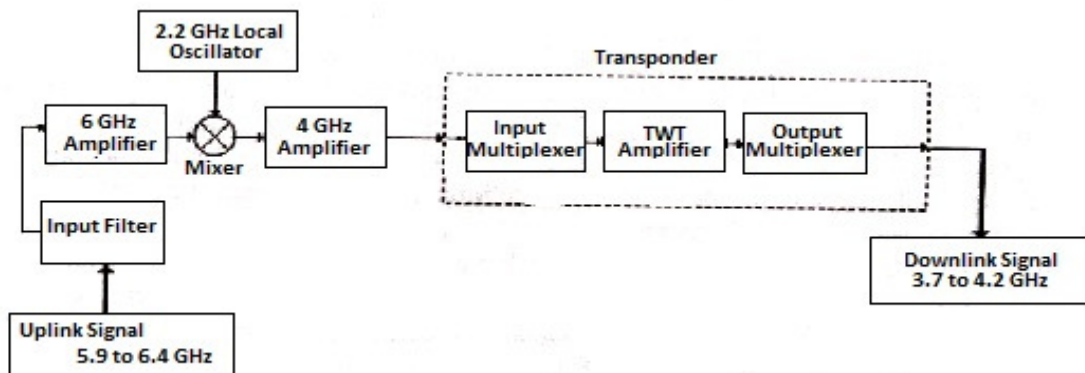 2.2 GHz Local
Oscillator
Transponder
6 GHz
Amplifier
Mixer
4 GHz
Amplifier
Input
Multiplexer
TWT
Amplifier
Output
Multiplexer
Input Filter
Downlink Signal
3.7 to 4.2 GHz
Uplink Signal
5.9 to 6.4 GHz